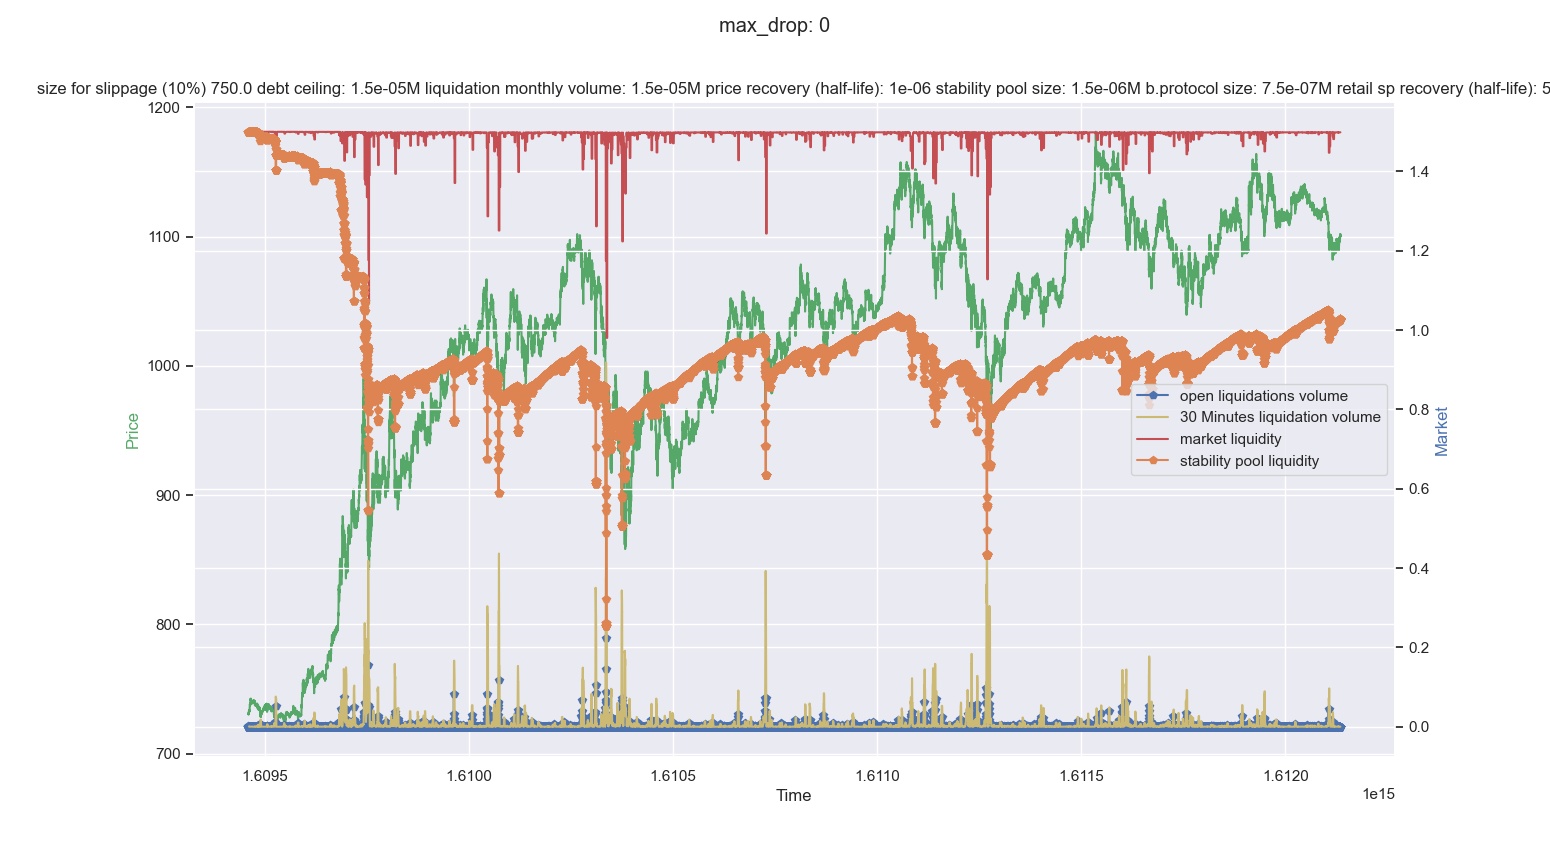 max_drop: 0
size for slippage (10%) 750.0 debt ceiling: 1.5e-05M liquidation monthly volume: 1.5e-05M price recovery (half-life): 1e-06 stability pool size: 1.5e-06M b.protocol size: 7.5e-07M retail sp recovery (half-life): 5
1200
1100
1000
900
800
700
Price
1.4
1.2
1.0
0.8
0.6
0.4
0.2
0.0
Market
open liquidations volume
30 Minutes liquidation volume
market liquidity
stability pool liquidity
1.6095 1.6100 1.6105 1.6110 1.6115 1.6120
Time
1e15